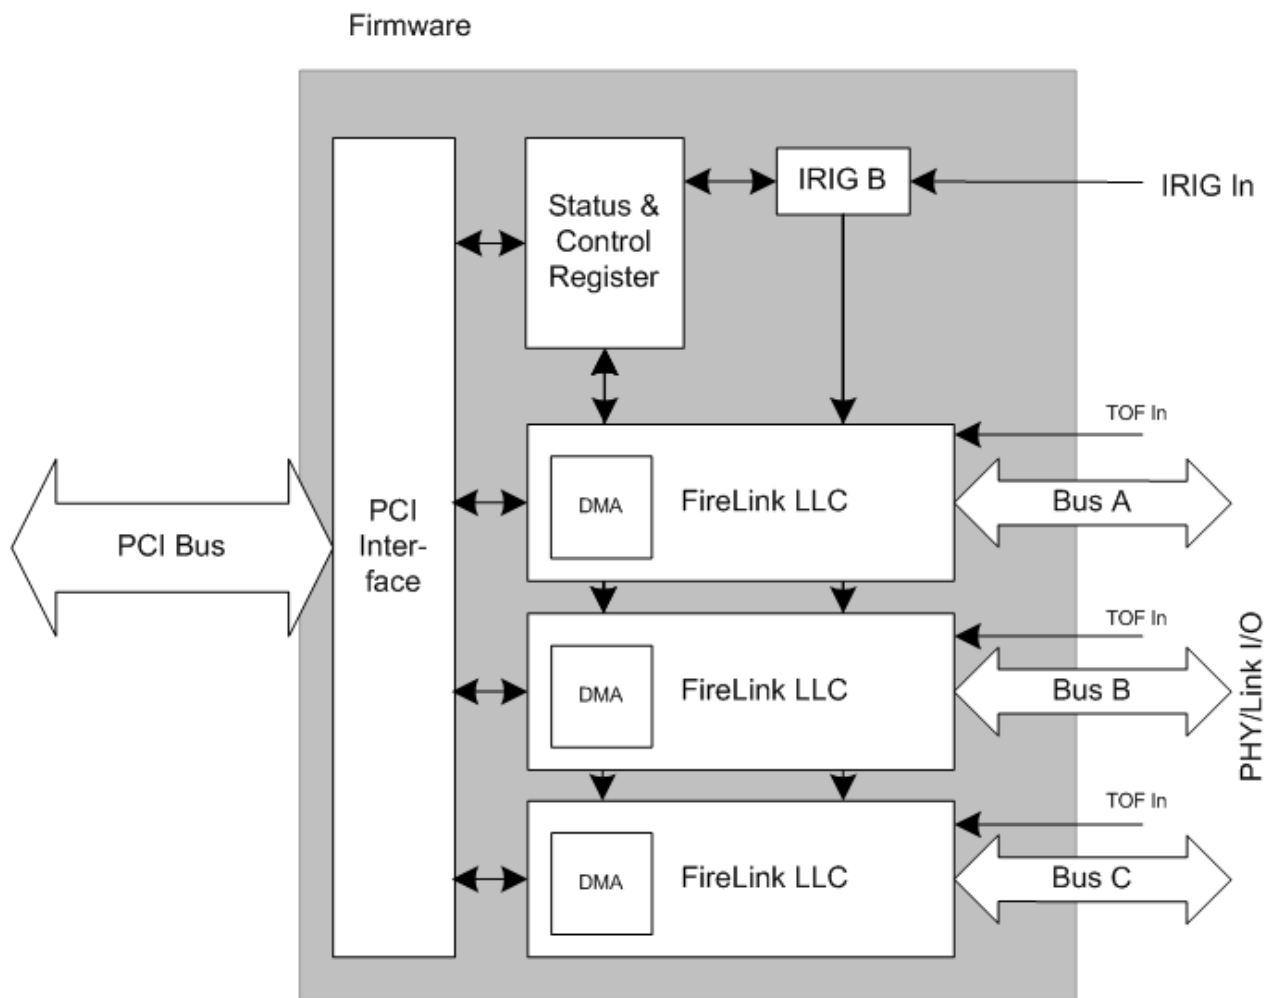 Firmware
IRIG B
IRIG In
Status &
Control
Register
TOF In
PCI Bus
PCI
Inter-
face
DMA
FireLink LLC
Bus A
TOF In
DMA
FireLink LLC
Bus B
PHY/Link I/O
TOF In
DMA
FireLink LLC
Bus C